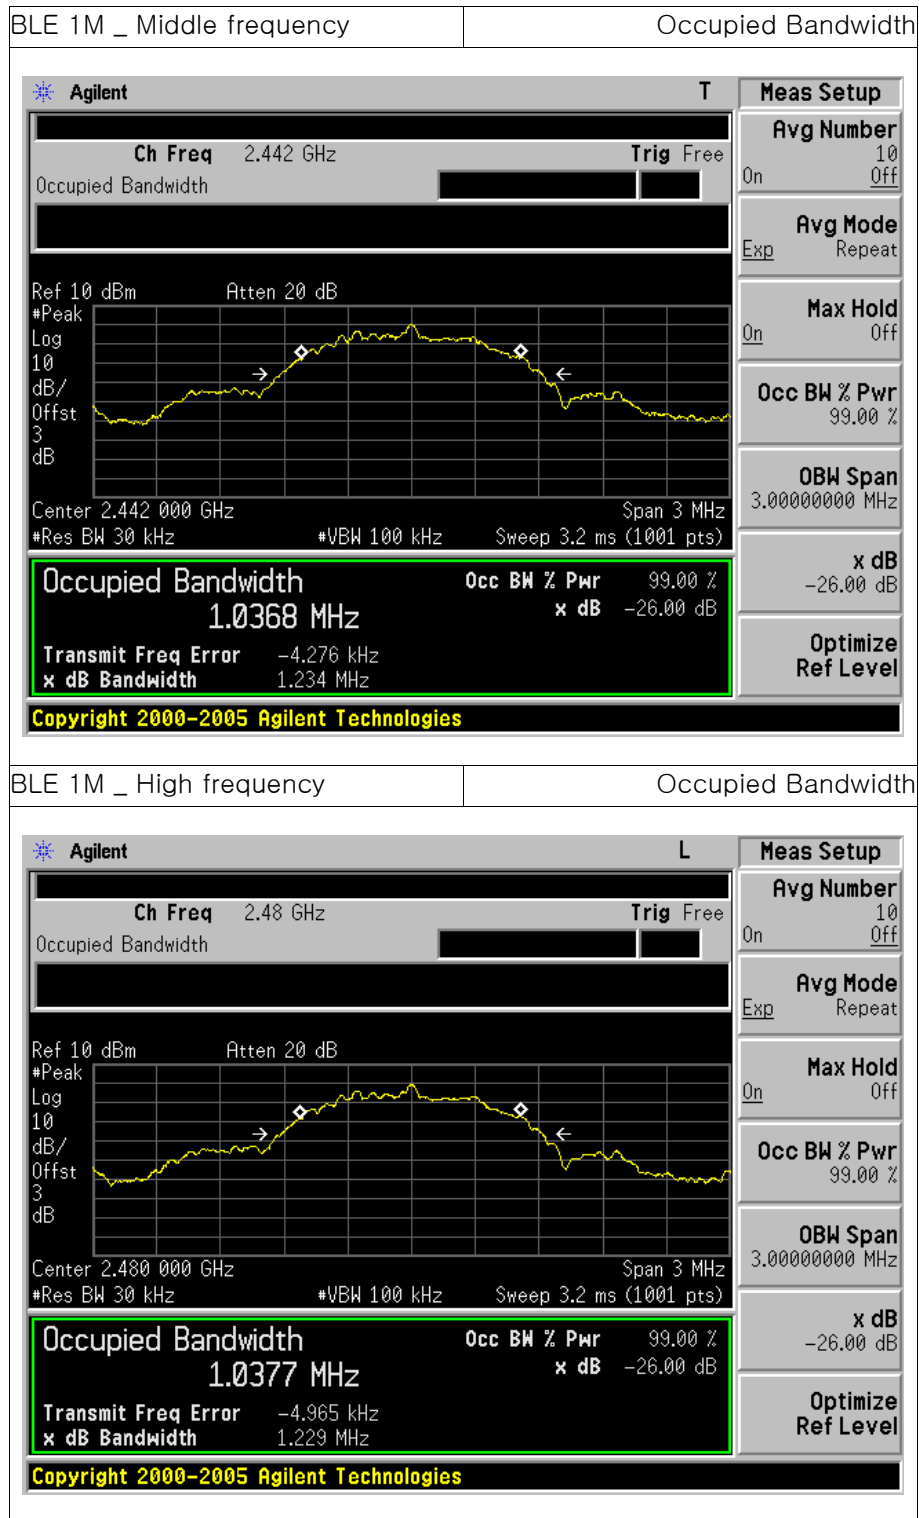 BLE 1M _ Middle frequency Occupied Bandwidth
Agilent T Meas Setup
Avg Number
10
On Off
Ch Freq 2.442 GHz Trig Free
Occupied Bandwidth
Avg Mode
Exp Repeat
Ref 10 dBm Atten 20 dB
#Peak
Log
10
dB/
Offst
3
dB
Max Hold
On Off
Occ BW % Pwr
99.00 %
OBW Span
3.00000000 MHz
Center 2.442 000 GHz Span 3 MHz
#Res BW 30 kHz #VBW 100 kHz Sweep 3.2 ms (1001 pts)
x dB
-26.00 dB
Occupied Bandwidth Occ BW % Pwr 99.00 %
1.0368 MHz x dB -26.00 dB
Transmit Freq Error -4.276 kHz
x dB Bandwidth 1.234 MHz
Optimize
Ref Level
Copyright 2000-2005 Agilent Technologies
BLE 1M _ High frequency Occupied Bandwidth
Agilent L Meas Setup
Avg Number
10
On Off
Ch Freq 2.48 GHz Trig Free
Occupied Bandwidth
Avg Mode
Exp Repeat
Ref 10 dBm Atten 20 dB
#Peak
Log
10
dB/
Offst
3
dB
Max Hold
On Off
Occ BW % Pwr
99.00 %
OBW Span
3.00000000 MHz
Center 2.480 000 GHz Span 3 MHz
#Res BW 30 kHz #VBW 100 kHz Sweep 3.2 ms (1001 pts)
x dB
-26.00 dB
Occupied Bandwidth Occ BW % Pwr 99.00 %
1.0377 MHz x dB -26.00 dB
Transmit Freq Error -4.965 kHz
x dB Bandwidth 1.229 MHz
Optimize
Ref Level
Copyright 2000-2005 Agilent Technologies